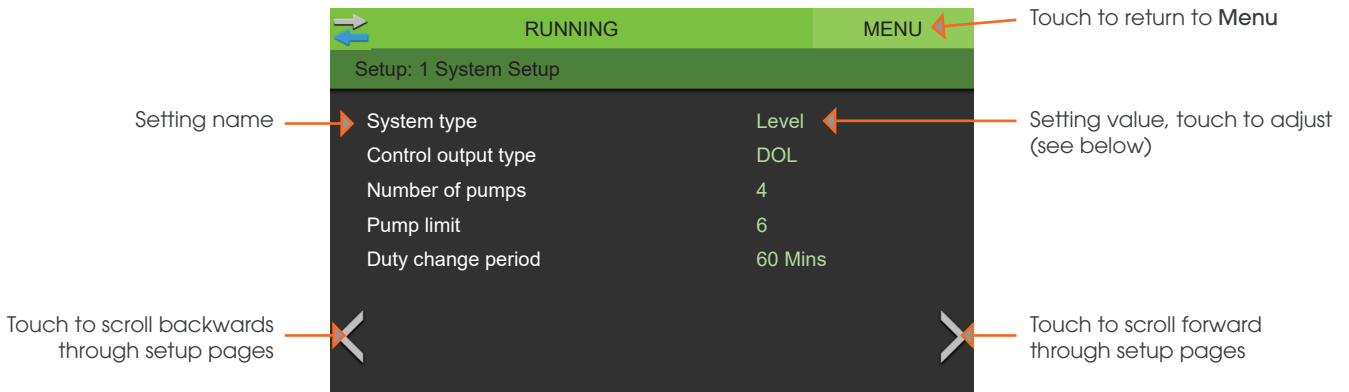 RUNNING
MENU
Touch to return to Menu
Setup: 1 System Setup
Setting name
System type
Level
Setting value, touch to adjust
(see below)
Control output type
DOL
Number of pumps
4
Pump limit
6
Duty change period
60 Mins
Touch to scroll backwards
through setup pages
Touch to scroll forward
through setup pages